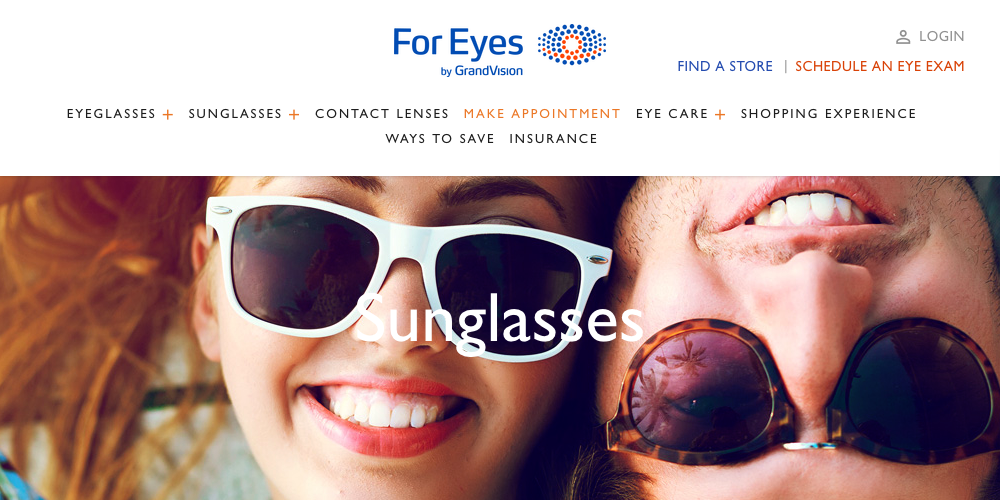 For Eyes
by GrandVision
LOGIN
FIND A STORE | SCHEDULE AN EYE EXAM
EYEGLASSES + SUNGLASSES + CONTACT LENSES MAKE APPOINTMENT EYE CARE + SHOPPING EXPERIENCE
WAYS TO SAVE INSURANCE
Sunglasses